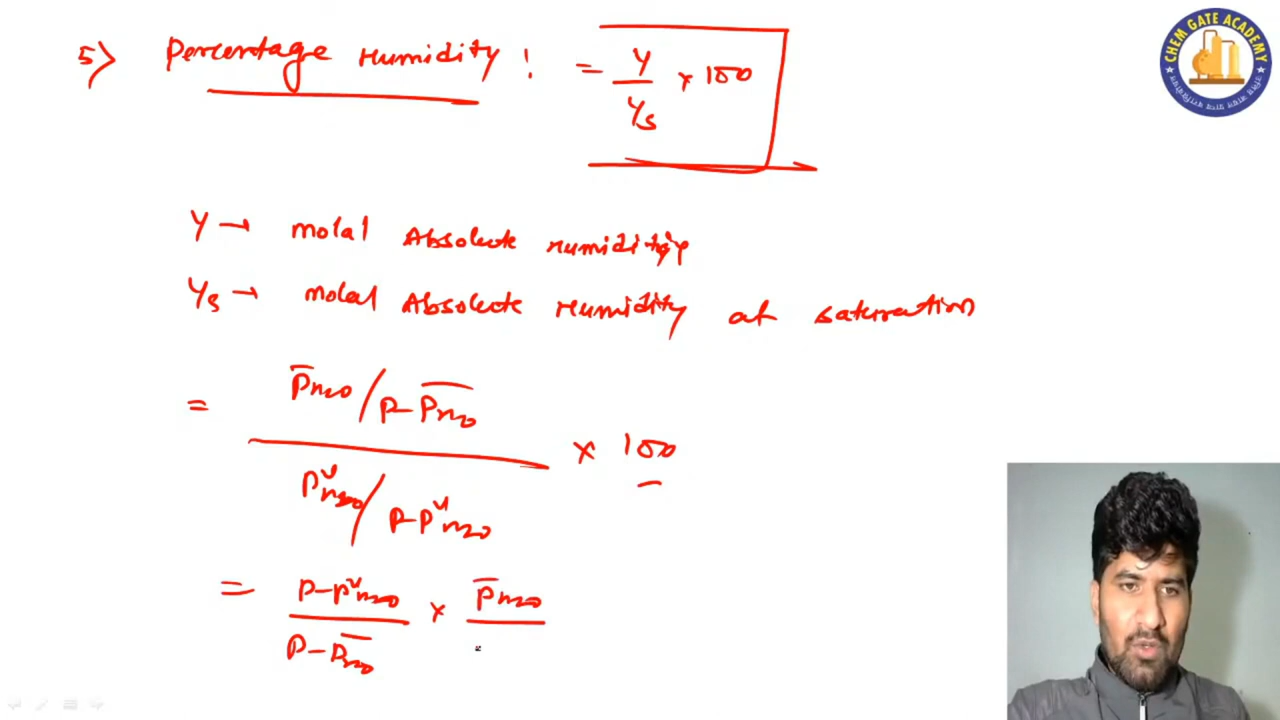 CHEM GATE ACADEMY
5) Percentage Humidity : = Y / Ys × 100
Y → molal Absolute Humidity
Ys → molal Absolute Humidity at saturation
= (p̄H2O / P - p̄H2O) / (PᵛH2O / P - PᵛH2O) × 100
= P - PᵛH2O / P - p̄H2O × p̄H2O /